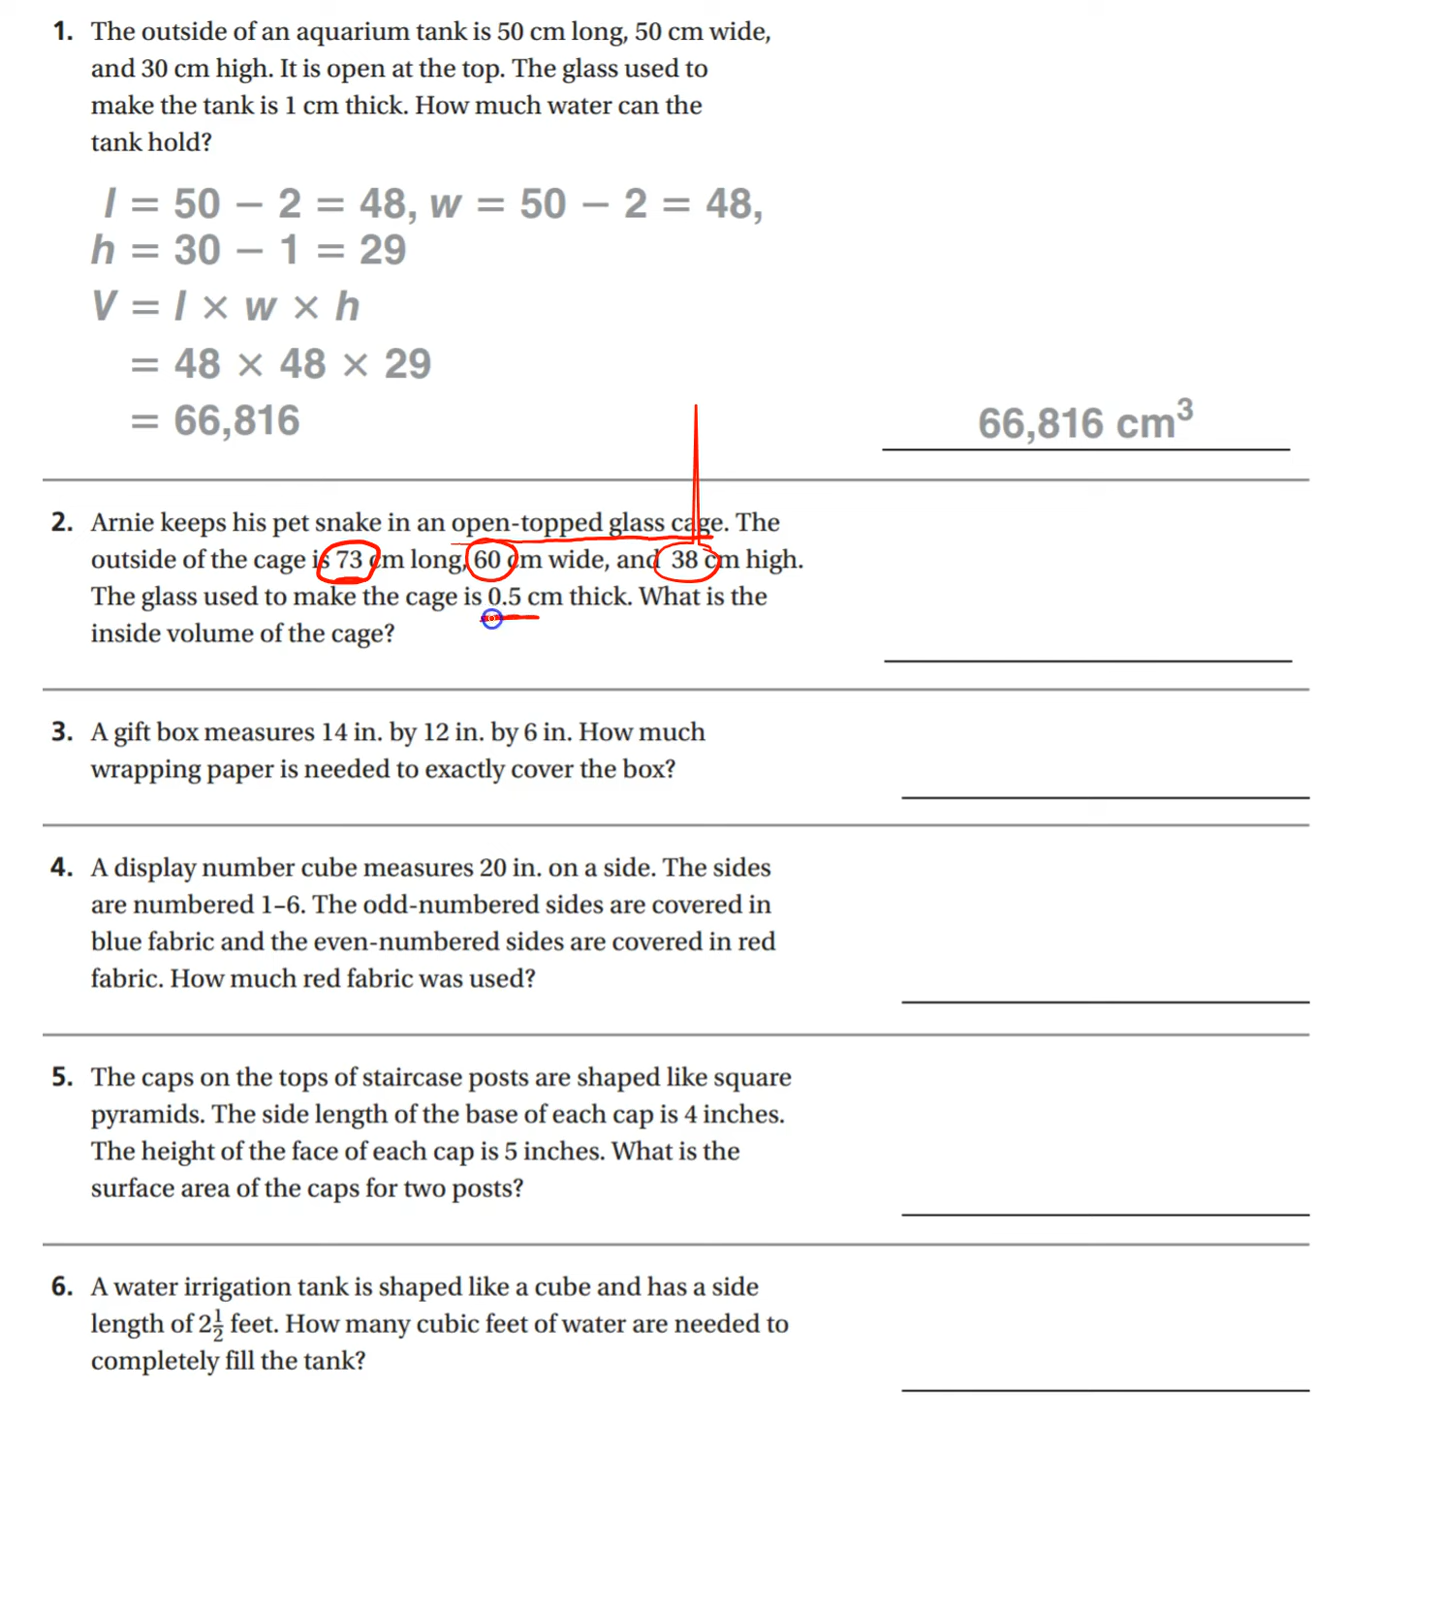 1. The outside of an aquarium tank is 50 cm long, 50 cm wide,
and 30 cm high. It is open at the top. The glass used to
make the tank is 1 cm thick. How much water can the
tank hold?
l = 50 − 2 = 48, w = 50 − 2 = 48,
h = 30 − 1 = 29
V = l × w × h
= 48 × 48 × 29
= 66,816
66,816 cm³
2. Arnie keeps his pet snake in an open-topped glass cage. The
outside of the cage is 73 cm long, 60 cm wide, and 38 cm high.
The glass used to make the cage is 0.5 cm thick. What is the
inside volume of the cage?
3. A gift box measures 14 in. by 12 in. by 6 in. How much
wrapping paper is needed to exactly cover the box?
4. A display number cube measures 20 in. on a side. The sides
are numbered 1–6. The odd-numbered sides are covered in
blue fabric and the even-numbered sides are covered in red
fabric. How much red fabric was used?
5. The caps on the tops of staircase posts are shaped like square
pyramids. The side length of the base of each cap is 4 inches.
The height of the face of each cap is 5 inches. What is the
surface area of the caps for two posts?
6. A water irrigation tank is shaped like a cube and has a side
length of 2½ feet. How many cubic feet of water are needed to
completely fill the tank?